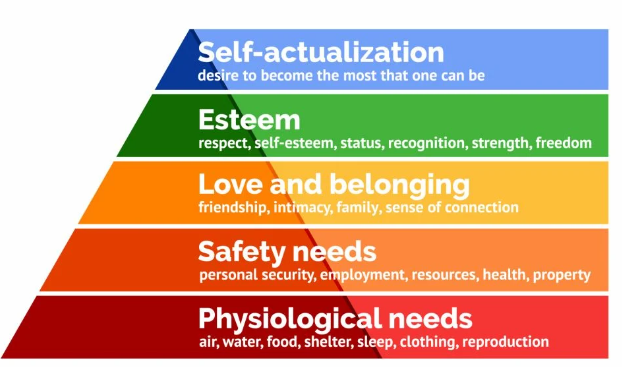 Self-actualization
desire to become the most that one can be
Esteem
respect, self-esteem, status, recognition, strength, freedom
Love and belonging
friendship, intimacy, family, sense of connection
Safety needs
personal security, employment, resources, health, property
Physiological needs
air, water, food, shelter, sleep, clothing, reproduction